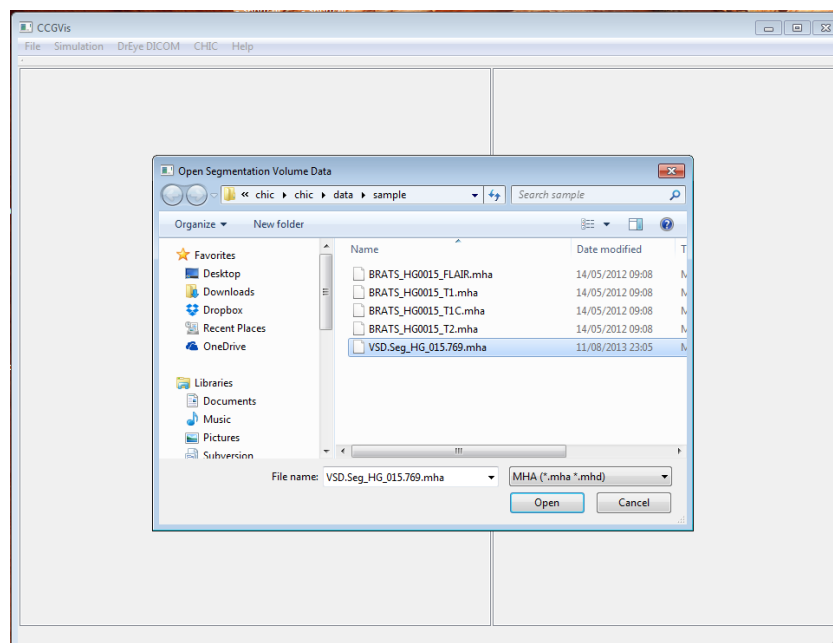 CCGVis
File Simulation DrEye DICOM CHIC Help
Open Segmentation Volume Data
« chic chic data sample Search sample
Organize New folder
Name Date modified T
Favorites
Desktop
Downloads
Dropbox
Recent Places
OneDrive
Libraries
Documents
Music
Pictures
Subversion
BRATS_HG0015_FLAIR.mha 14/05/2012 09:08 M
BRATS_HG0015_T1.mha 14/05/2012 09:08 M
BRATS_HG0015_T1C.mha 14/05/2012 09:08 M
BRATS_HG0015_T2.mha 14/05/2012 09:08 M
VSD.Seg_HG_015.769.mha 11/08/2013 23:05 M
File name: VSD.Seg_HG_015.769.mha MHA (*.mha *.mhd)
Open Cancel